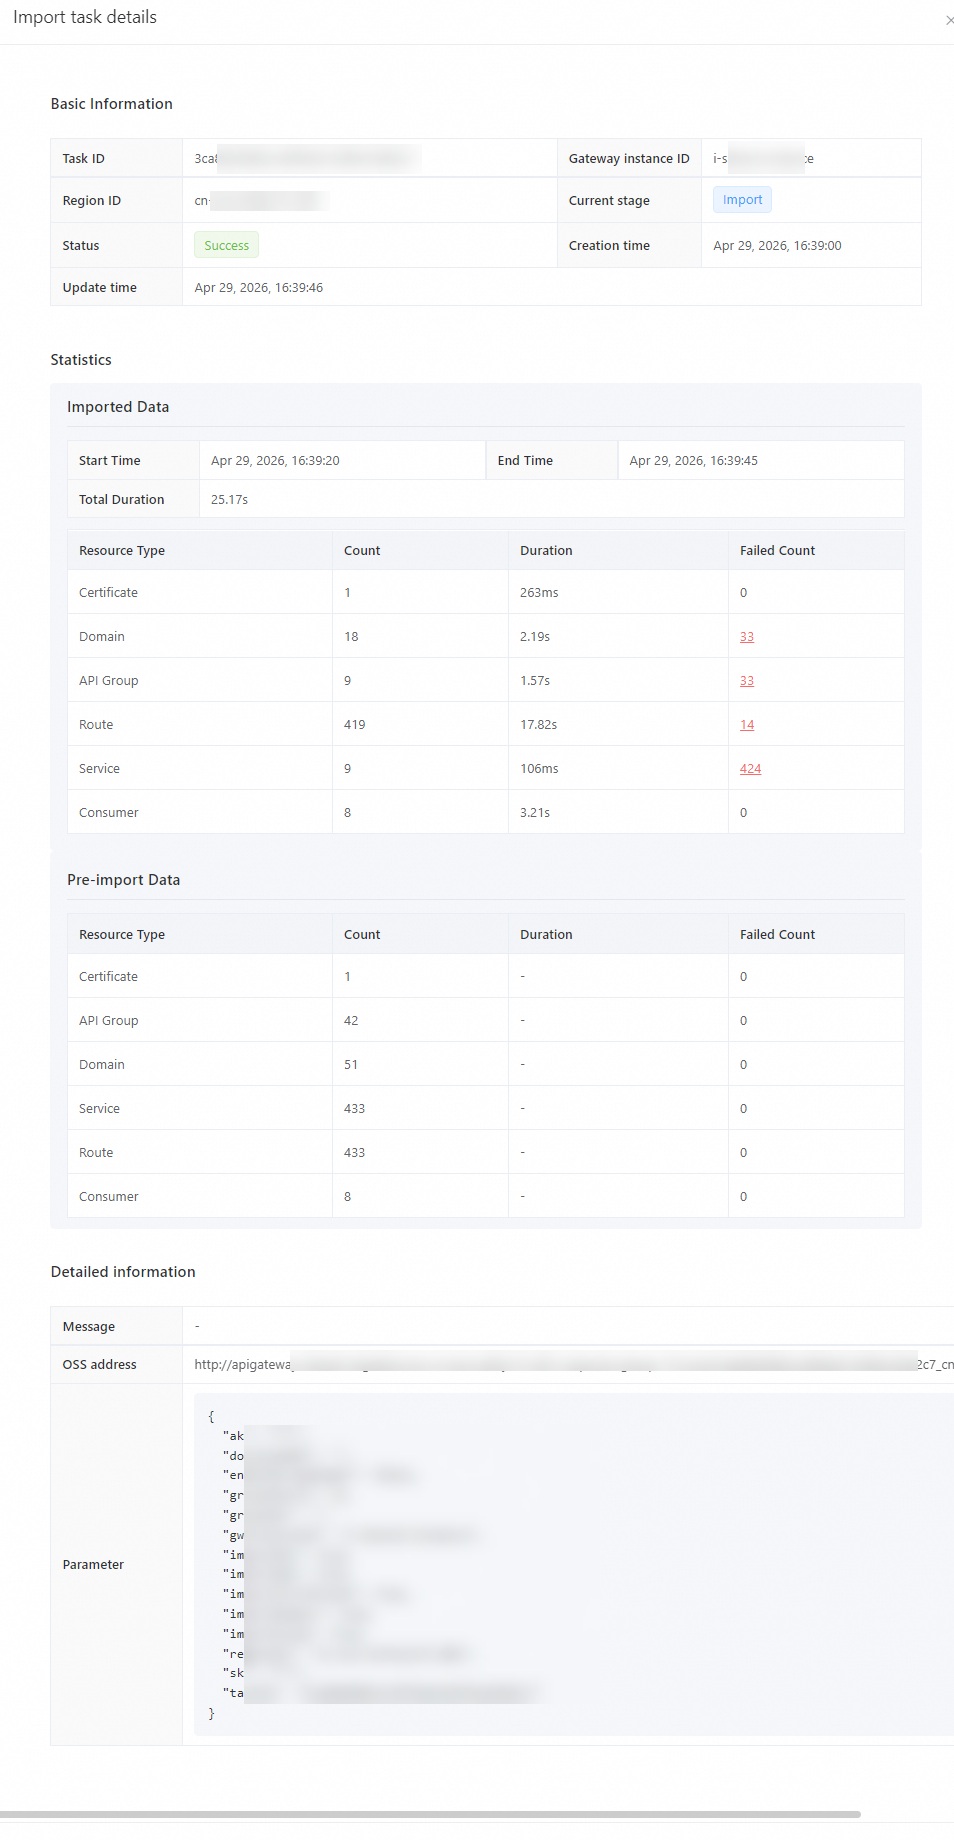 Import task details
Basic Information
Task ID 3ca Gateway instance ID i-s e
Region ID cn- Current stage Import
Status Success Creation time Apr 29, 2026, 16:39:00
Update time Apr 29, 2026, 16:39:46
Statistics
Imported Data
Start Time Apr 29, 2026, 16:39:20 End Time Apr 29, 2026, 16:39:45
Total Duration 25.17s
Resource Type Count Duration Failed Count
Certificate 1 263ms 0
Domain 18 2.19s 33
API Group 9 1.57s 33
Route 419 17.82s 14
Service 9 106ms 424
Consumer 8 3.21s 0
Pre-import Data
Resource Type Count Duration Failed Count
Certificate 1 - 0
API Group 42 - 0
Domain 51 - 0
Service 433 - 0
Route 433 - 0
Consumer 8 - 0
Detailed information
Message -
OSS address http://apigatewa 2c7_cn
Parameter
{
"ak
"do
"en
"gr
"gr
"gw
"im
"im
"im
"im
"im
"re
"sk
"ta
}